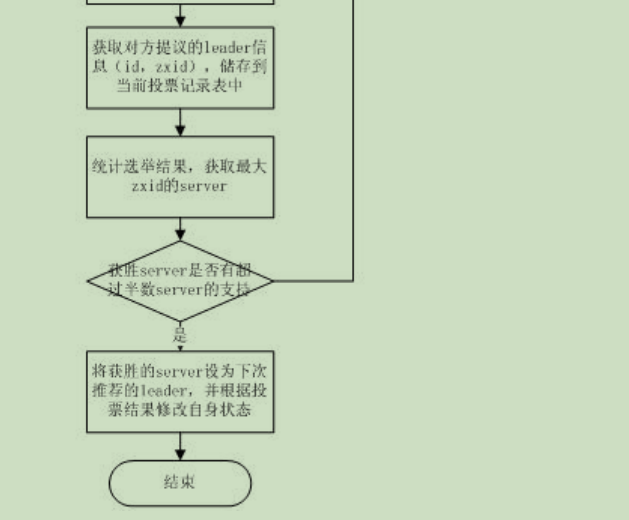 获取对方提议的leader信
息（id，zxid），储存到
当前投票记录表中
统计选举结果，获取最大
zxid的server
获胜server是否有超
过半数server的支持
是
将获胜的server设为下次
推荐的leader，并根据投
票结果修改自身状态
结束